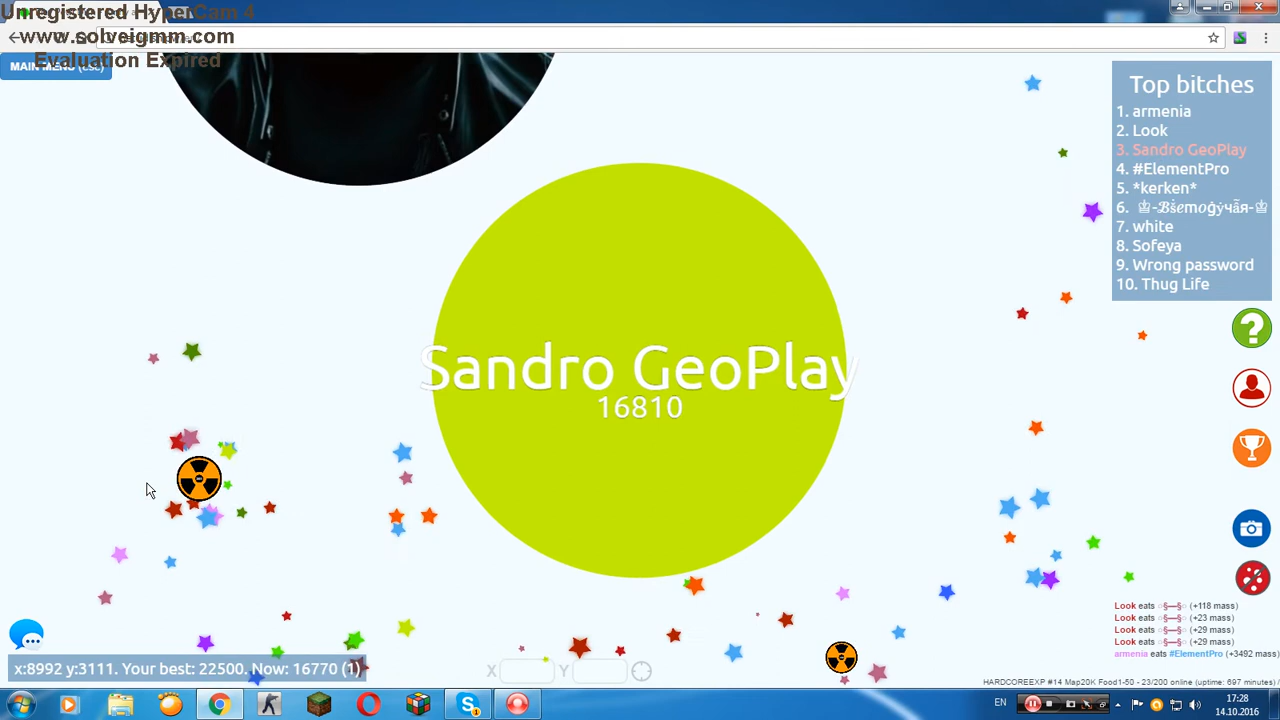 Unregistered HyperCam 4
www.solveigmm.com
Evaluation Expired
MAIN MENU (esc)
Top bitches
1. armenia
2. Look
3. Sandro GeoPlay
4. #ElementPro
5. *kerken*
6.
7. white
8. Sofeya
9. Wrong password
10. Thug Life
Sandro GeoPlay
16810
Look eats (+118 mass)
Look eats (+23 mass)
Look eats (+29 mass)
Look eats (+29 mass)
armenia eats #ElementPro (+3492 mass)
x:8992 y:3111. Your best: 22500. Now: 16770 (1)
X Y
HARDCOREEXP #14 Map20K Food1-50 - 23/200 online (uptime: 697 minutes) /
EN
17:28
14.10.2016